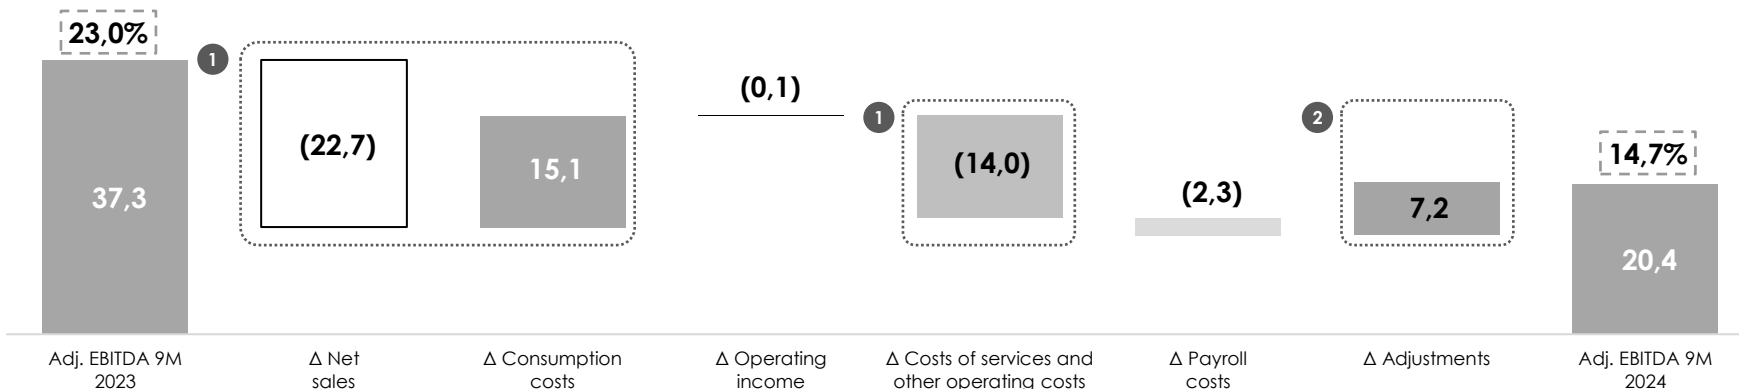 23,0%
37,3
1
(22,7)
15,1
(0,1)
1
(14,0)
(2,3)
2
7,2
14,7%
20,4
Adj. EBITDA 9M
2023
Δ Net
sales
Δ Consumption
costs
Δ Operating
income
Δ Costs of services and
other operating costs
Δ Payroll
costs
Δ Adjustments
Adj. EBITDA 9M
2024